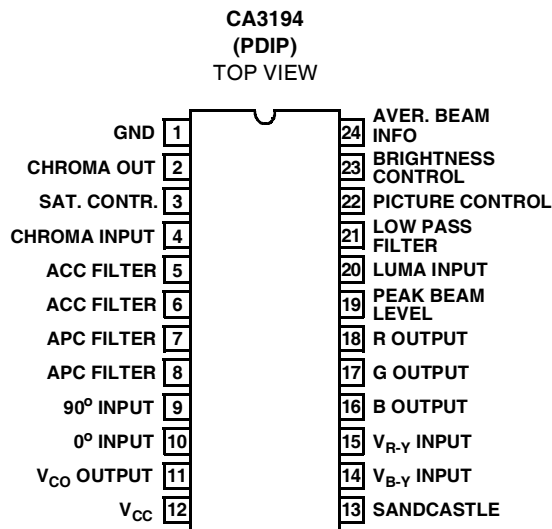 CA3194
(PDIP)
TOP VIEW
GND 1
CHROMA OUT 2
SAT. CONTR. 3
CHROMA INPUT 4
ACC FILTER 5
ACC FILTER 6
APC FILTER 7
APC FILTER 8
90° INPUT 9
0° INPUT 10
VCO OUTPUT 11
VCC 12
24 AVER. BEAM
INFO
23 BRIGHTNESS
CONTROL
22 PICTURE CONTROL
21 LOW PASS
FILTER
20 LUMA INPUT
19 PEAK BEAM
LEVEL
18 R OUTPUT
17 G OUTPUT
16 B OUTPUT
15 VR-Y INPUT
14 VB-Y INPUT
13 SANDCASTLE